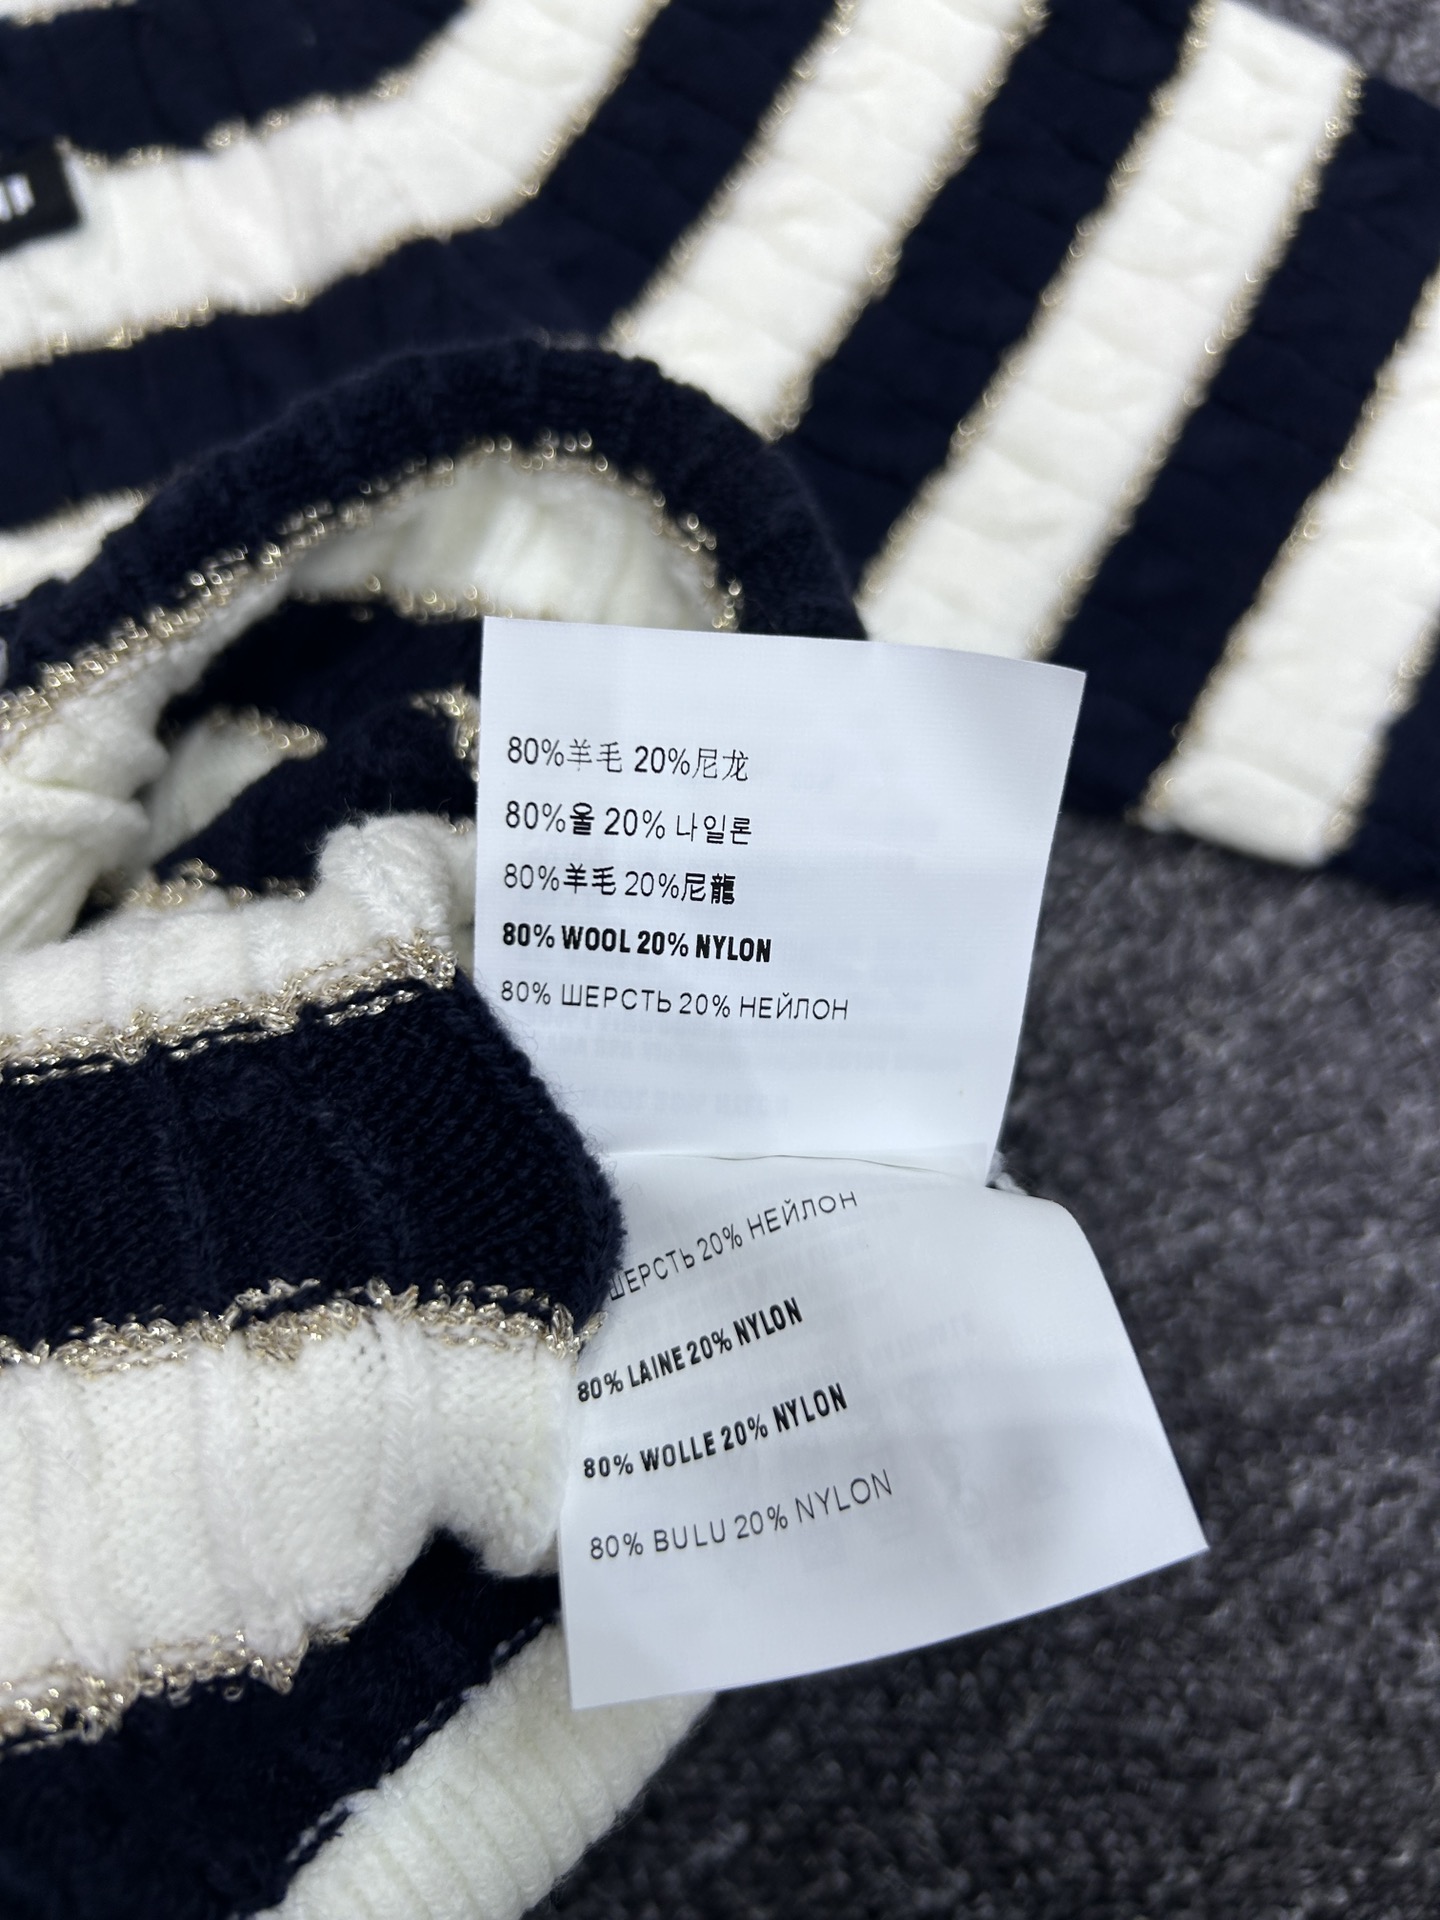 80%羊毛 20%尼龙
80%울 20% 나일론
80%羊毛 20%尼龍
80% WOOL 20% NYLON
80% ШЕРСТЬ 20% НЕЙЛОН
ШЕРСТЬ 20% НЕЙЛОН
80% LAINE 20% NYLON
80% WOLLE 20% NYLON
80% BULU 20% NYLON